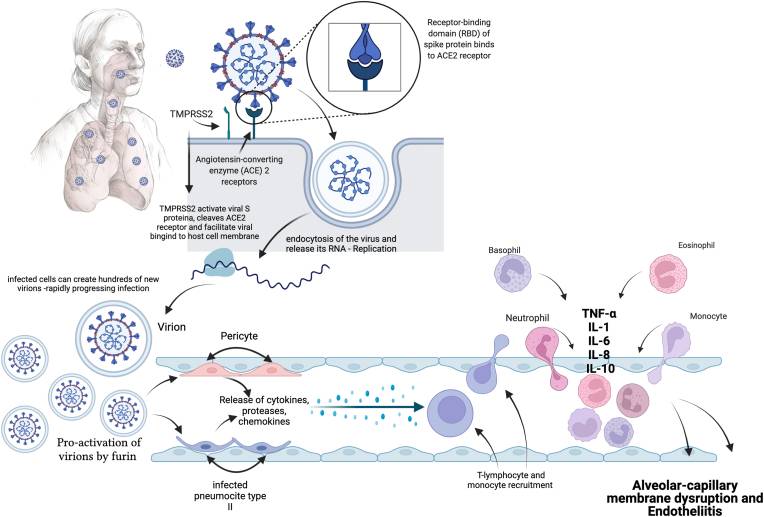 Receptor-binding
domain (RBD) of
spike protein binds
to ACE2 receptor
TMPRSS2
Angiotensin-converting
enzyme (ACE) 2
receptors
TMPRSS2 activate viral S
proteina, cleaves ACE2
receptor and facilitate viral
bingind to host cell membrane
endocytosis of the virus and
release its RNA - Replication
infected cells can create hundreds of new
virions -rapidly progressing infection
Virion
Basophil
Eosinophil
Neutrophil
Monocyte
TNF-α
IL-1
IL-6
IL-8
IL-10
Pericyte
Release of cytokines,
proteases,
chemokines
Pro-activation of
virions by furin
infected
pneumocite type
II
T-lymphocyte and
monocyte recruitment
Alveolar-capillary
membrane dysruption and
Endotheliitis